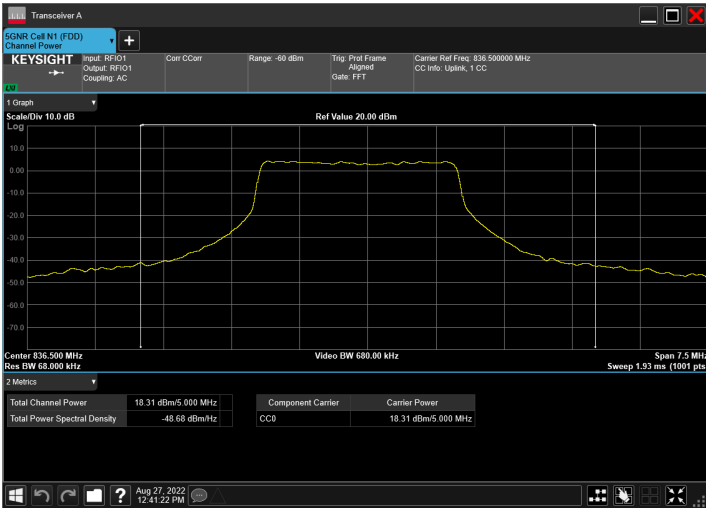 Transceiver A
5GNR Cell N1 (FDD)
Channel Power
KEYSIGHT
LXI
Input: RFIO1
Output: RFIO1
Coupling: AC
Corr CCorr
Range: -60 dBm
Trig: Prot Frame
Aligned
Gate: FFT
Carrier Ref Freq: 836.500000 MHz
CC Info: Uplink, 1 CC
1 Graph
Scale/Div 10.0 dB
Ref Value 20.00 dBm
Log
10.0
0.00
-10.0
-20.0
-30.0
-40.0
-50.0
-60.0
-70.0
Center 836.500 MHz
Video BW 680.00 kHz
Span 7.5 MHz
Res BW 68.000 kHz
Sweep 1.93 ms (1001 pts
2 Metrics
Total Channel Power 18.31 dBm/5.000 MHz
Total Power Spectral Density -48.68 dBm/Hz
Component Carrier Carrier Power
CC0 18.31 dBm/5.000 MHz
?
Aug 27, 2022
12:41:22 PM